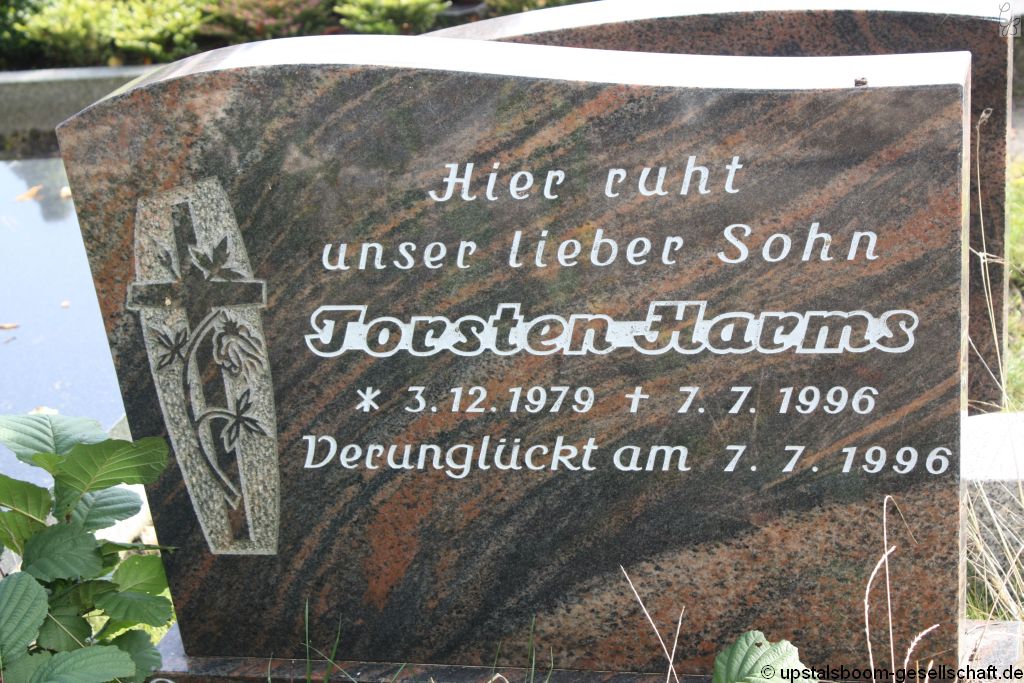 Hier ruht
unser lieber Sohn
Torsten Harms
* 3. 12. 1979 † 7. 7. 1996
Verunglückt am 7. 7. 1996
© upstalsboom-gesellschaft.de